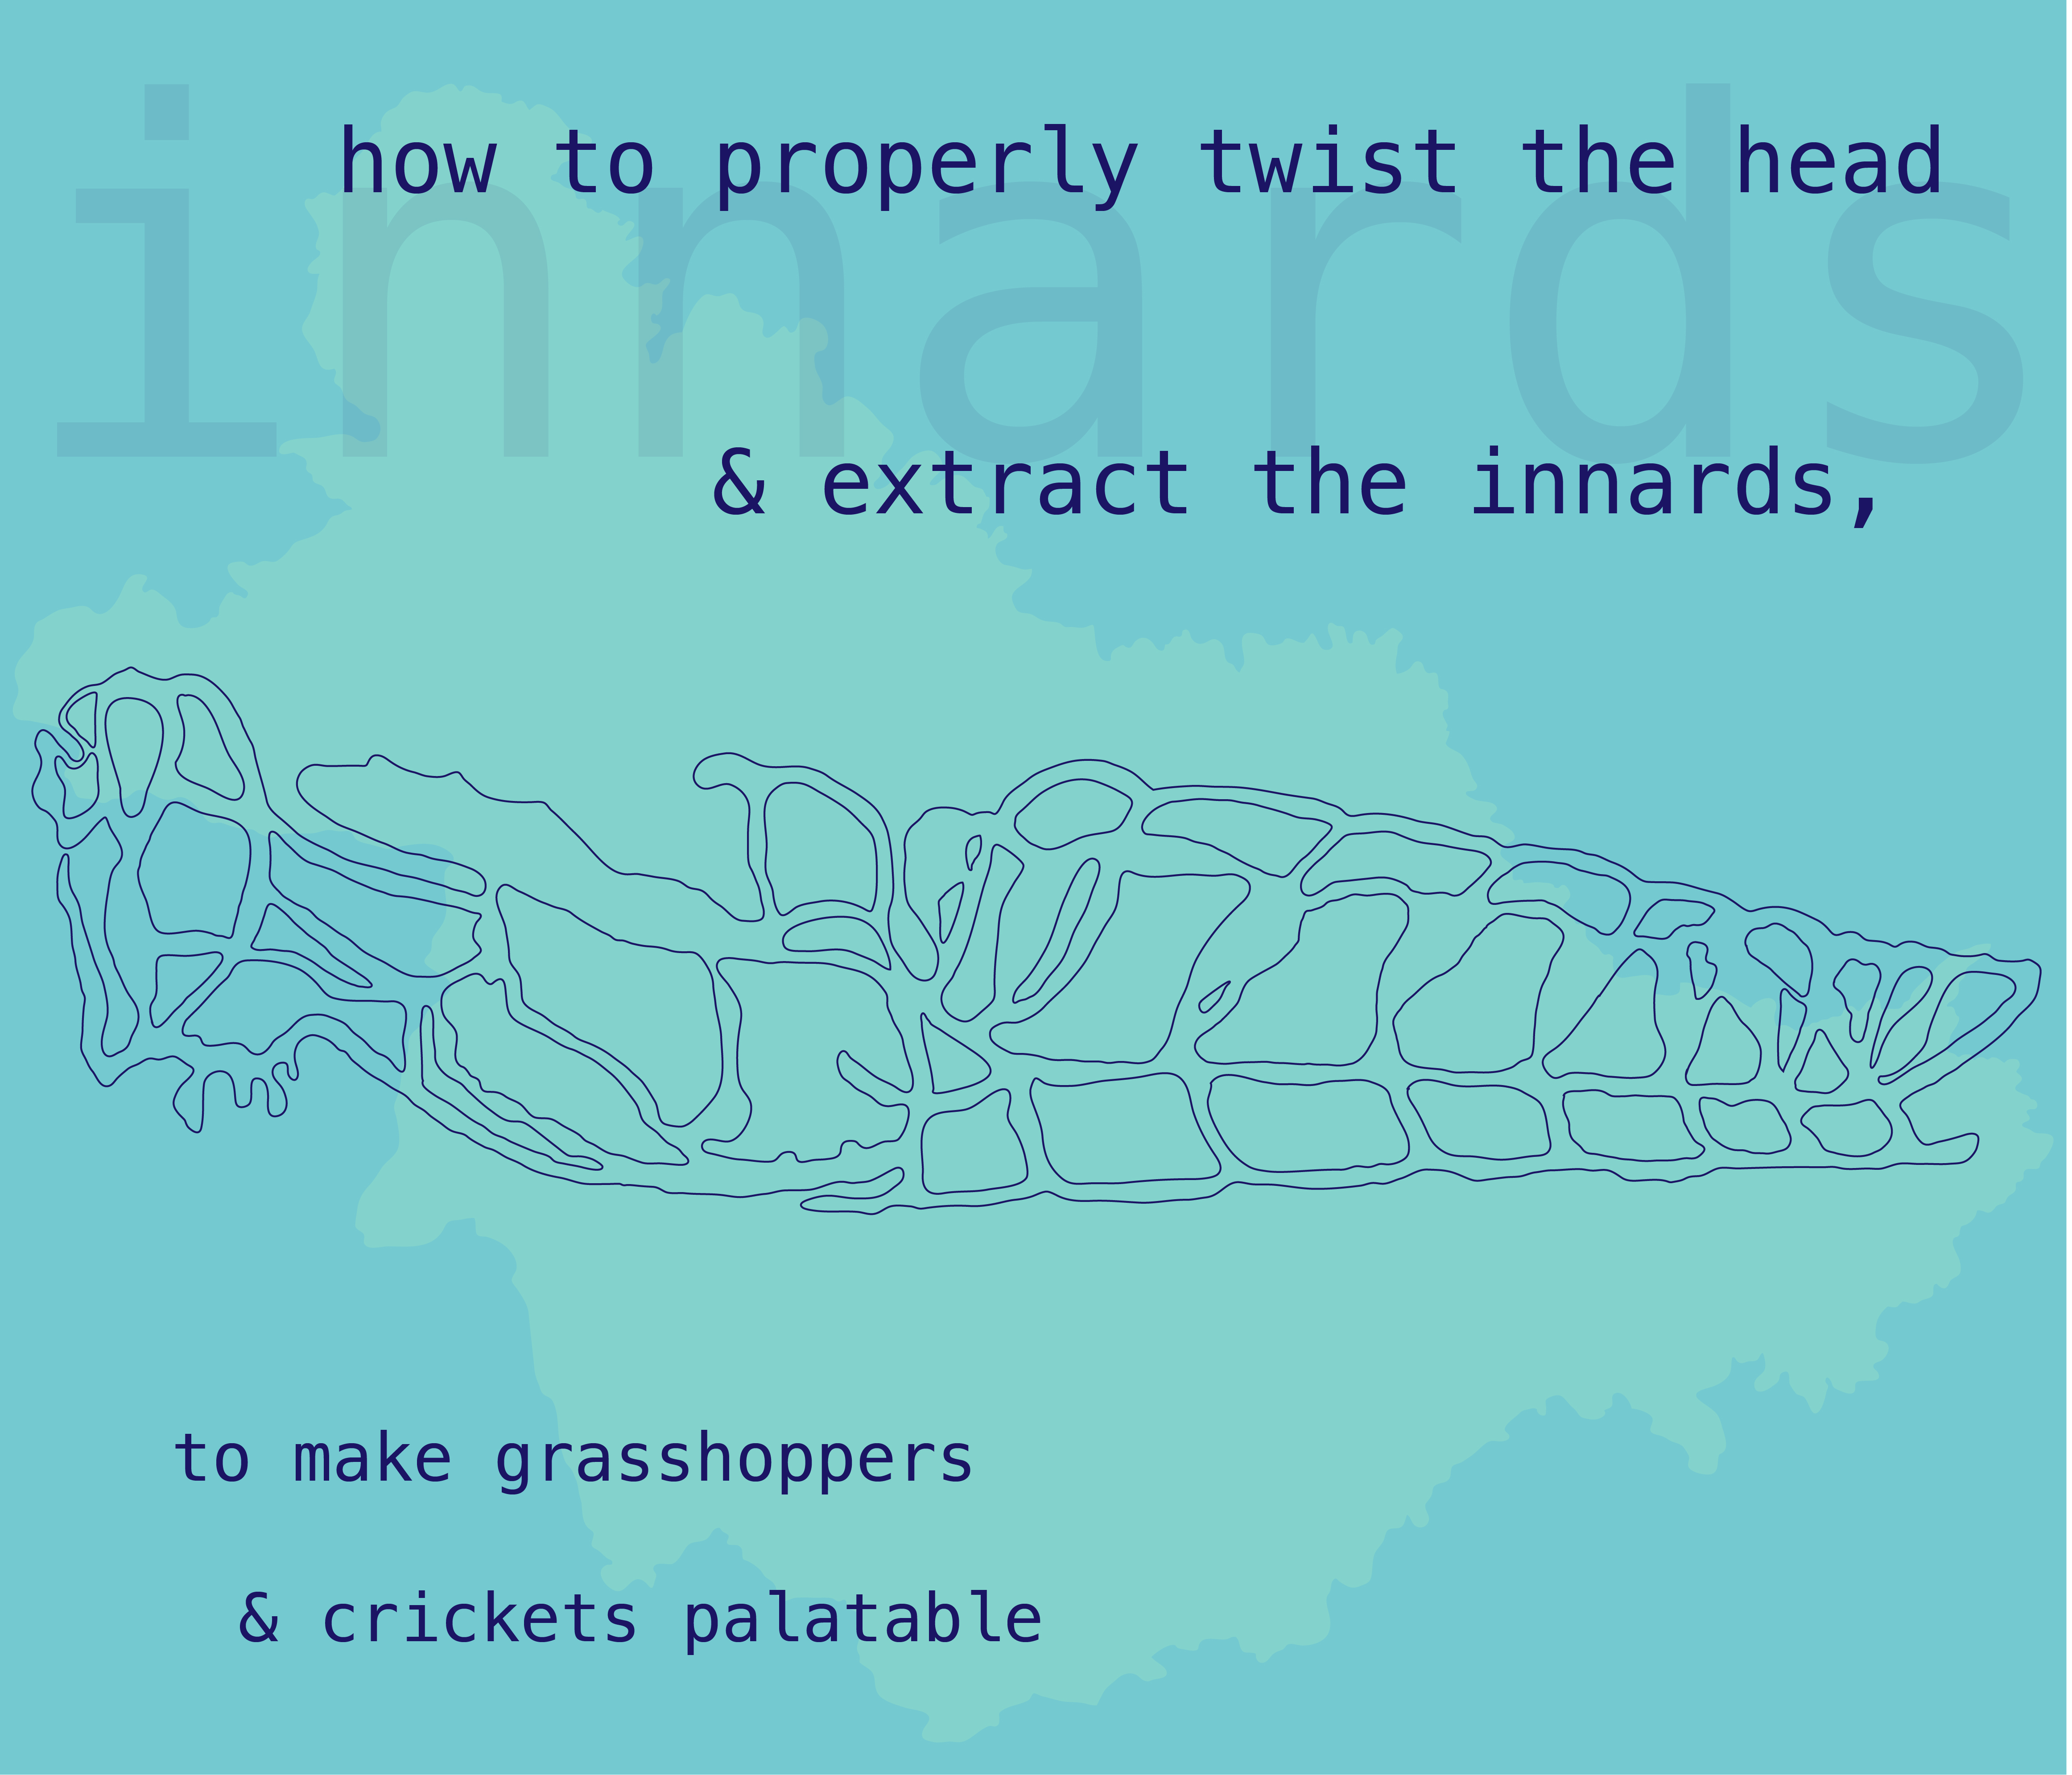 innards
how to properly twist the head
& extract the innards,
to make grasshoppers
& crickets palatable